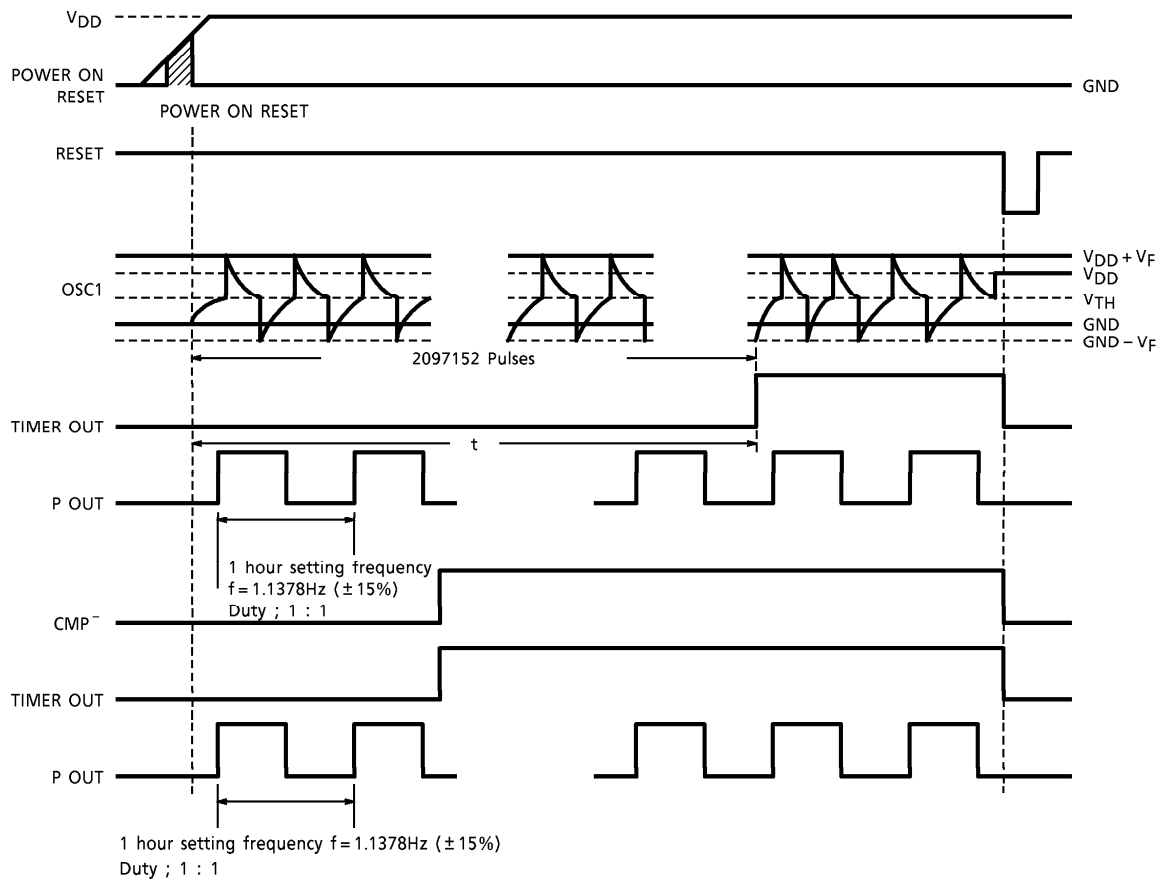 VDD
POWER ON
RESET
GND
POWER ON RESET
RESET
VDD + VF
VDD
OSC1
VTH
GND
GND − VF
2097152 Pulses
TIMER OUT
t
P OUT
1 hour setting frequency
f = 1.1378Hz (±15%)
Duty ; 1 : 1
CMP−
TIMER OUT
P OUT
1 hour setting frequency f = 1.1378Hz (±15%)
Duty ; 1 : 1